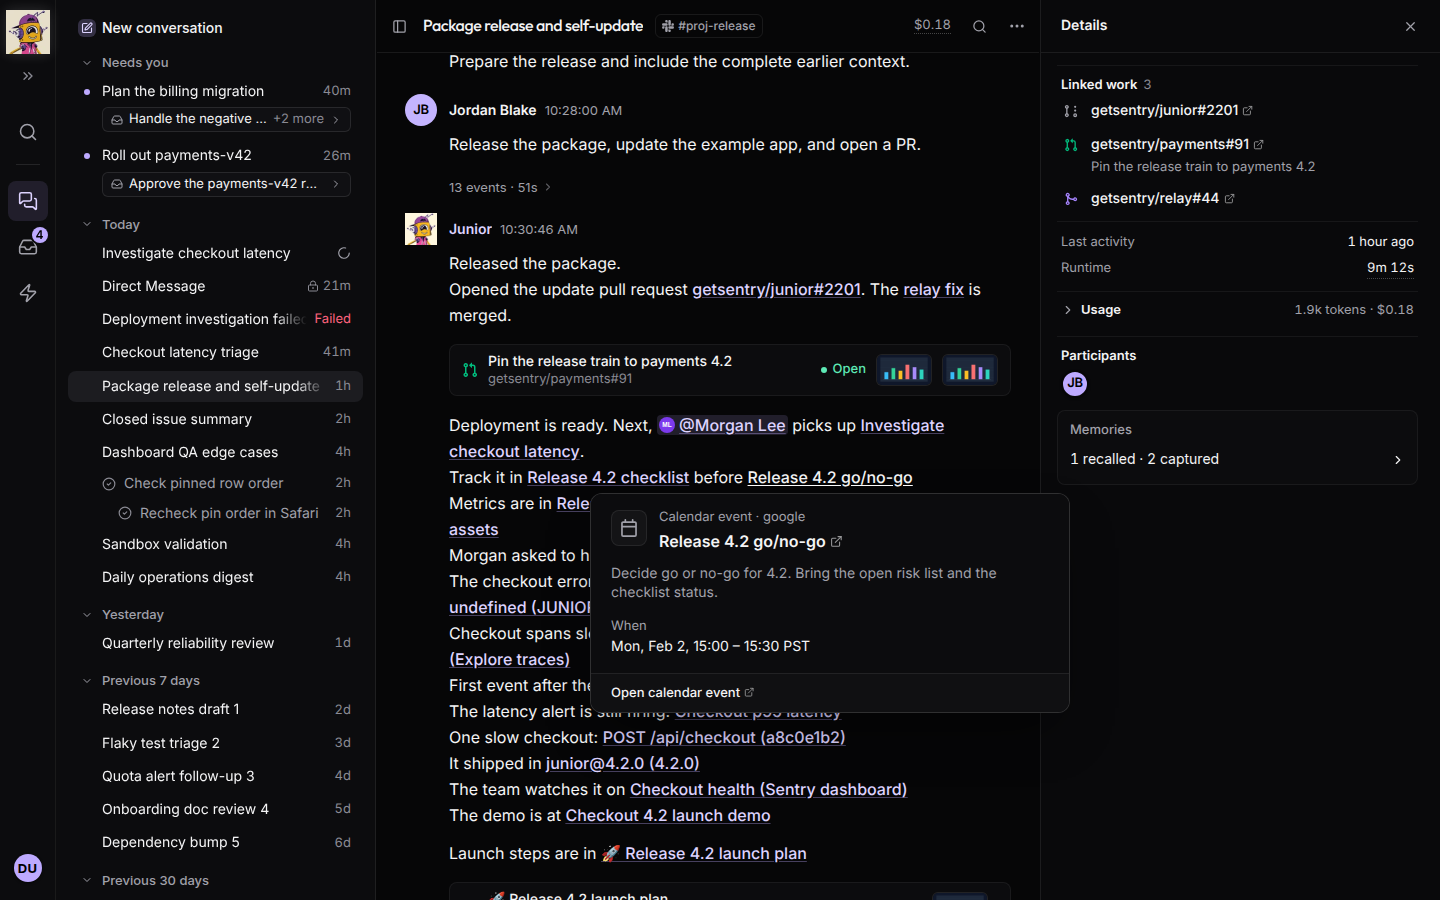 New conversation
Needs you
Plan the billing migration 40m
Handle the negative ... +2 more
Roll out payments-v42 26m
Approve the payments-v42 r...
Today
Investigate checkout latency
Direct Message 21m
Deployment investigation failed Failed
Checkout latency triage 41m
Package release and self-update 1h
Closed issue summary 2h
Dashboard QA edge cases 4h
Check pinned row order 2h
Recheck pin order in Safari 2h
Sandbox validation 4h
Daily operations digest 4h
Yesterday
Quarterly reliability review 1d
Previous 7 days
Release notes draft 1 2d
Flaky test triage 2 3d
Quota alert follow-up 3 4d
Onboarding doc review 4 5d
Dependency bump 5 6d
Previous 30 days
4
DU
Package release and self-update #proj-release $0.18
Prepare the release and include the complete earlier context.
JB Jordan Blake 10:28:00 AM
Release the package, update the example app, and open a PR.
13 events · 51s
Junior 10:30:46 AM
Released the package.
Opened the update pull request getsentry/junior#2201. The relay fix is
merged.
Pin the release train to payments 4.2
getsentry/payments#91
Open
Deployment is ready. Next, ML @Morgan Lee picks up Investigate
checkout latency.
Track it in Release 4.2 checklist before Release 4.2 go/no-go
Metrics are in Rele
assets
Morgan asked to h
The checkout error
undefined (JUNIOR
Checkout spans slo
(Explore traces)
First event after the
The latency alert is still firing: Checkout p95 latency
One slow checkout: POST /api/checkout (a8c0e1b2)
It shipped in junior@4.2.0 (4.2.0)
The team watches it on Checkout health (Sentry dashboard)
The demo is at Checkout 4.2 launch demo
Launch steps are in 🚀 Release 4.2 launch plan
🚀 Release 4.2 launch plan
Calendar event · google
Release 4.2 go/no-go
Decide go or no-go for 4.2. Bring the open risk list and the
checklist status.
When
Mon, Feb 2, 15:00 – 15:30 PST
Open calendar event
Details
Linked work 3
getsentry/junior#2201
getsentry/payments#91
Pin the release train to payments 4.2
getsentry/relay#44
Last activity 1 hour ago
Runtime 9m 12s
Usage 1.9k tokens · $0.18
Participants
JB
Memories
1 recalled · 2 captured